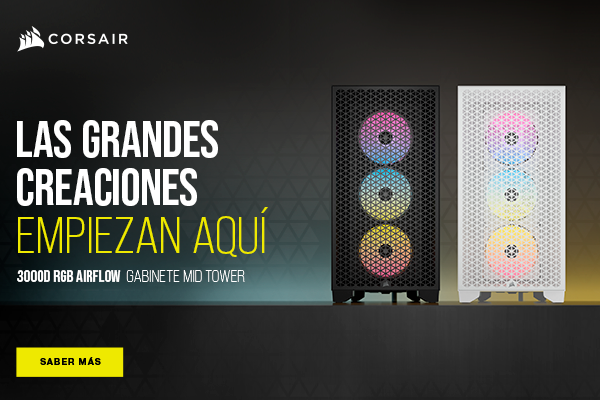 CORSAIR
LAS GRANDES
CREACIONES
EMPIEZAN AQUÍ
3000D RGB AIRFLOW GABINETE MID TOWER
SABER MÁS